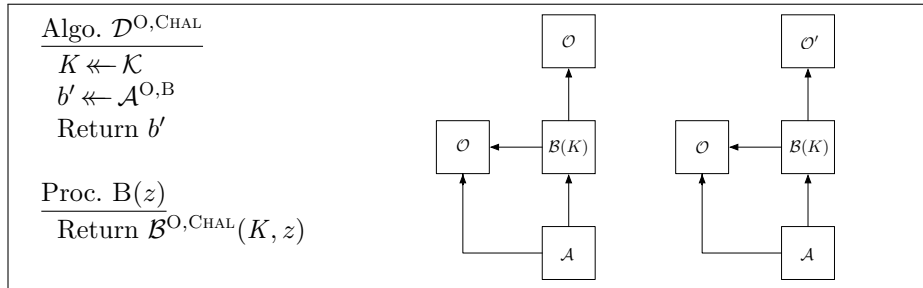 Algo. 𝒟^{O,CHAL}
K ↞ 𝒦
b′ ↞ 𝒜^{O,B}
Return b′
Proc. B(z)
Return ℬ^{O,CHAL}(K, z)
𝒪
𝒪
ℬ(K)
𝒜
𝒪′
𝒪
ℬ(K)
𝒜